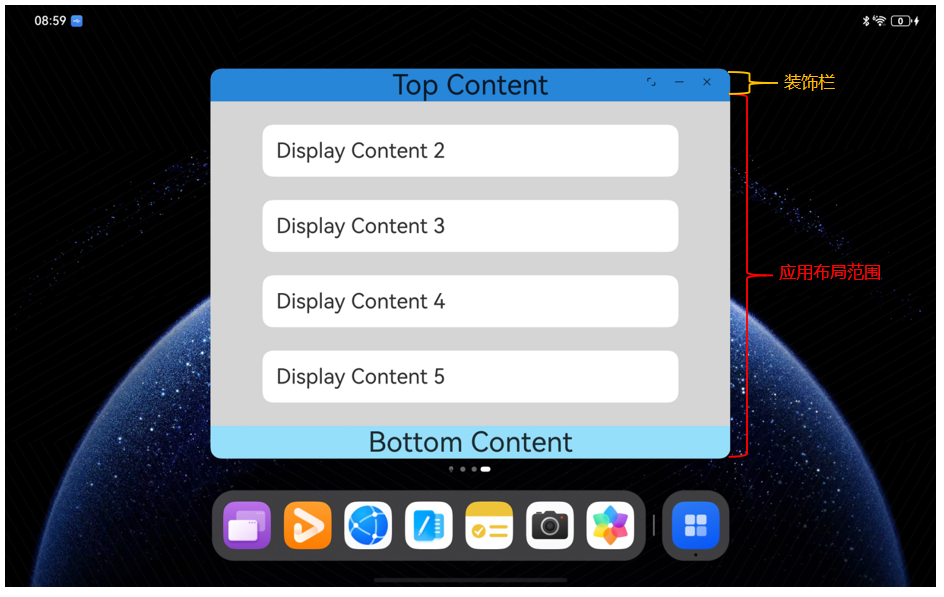 08:59
0
Top Content
装饰栏
Display Content 2
Display Content 3
应用布局范围
Display Content 4
Display Content 5
Bottom Content